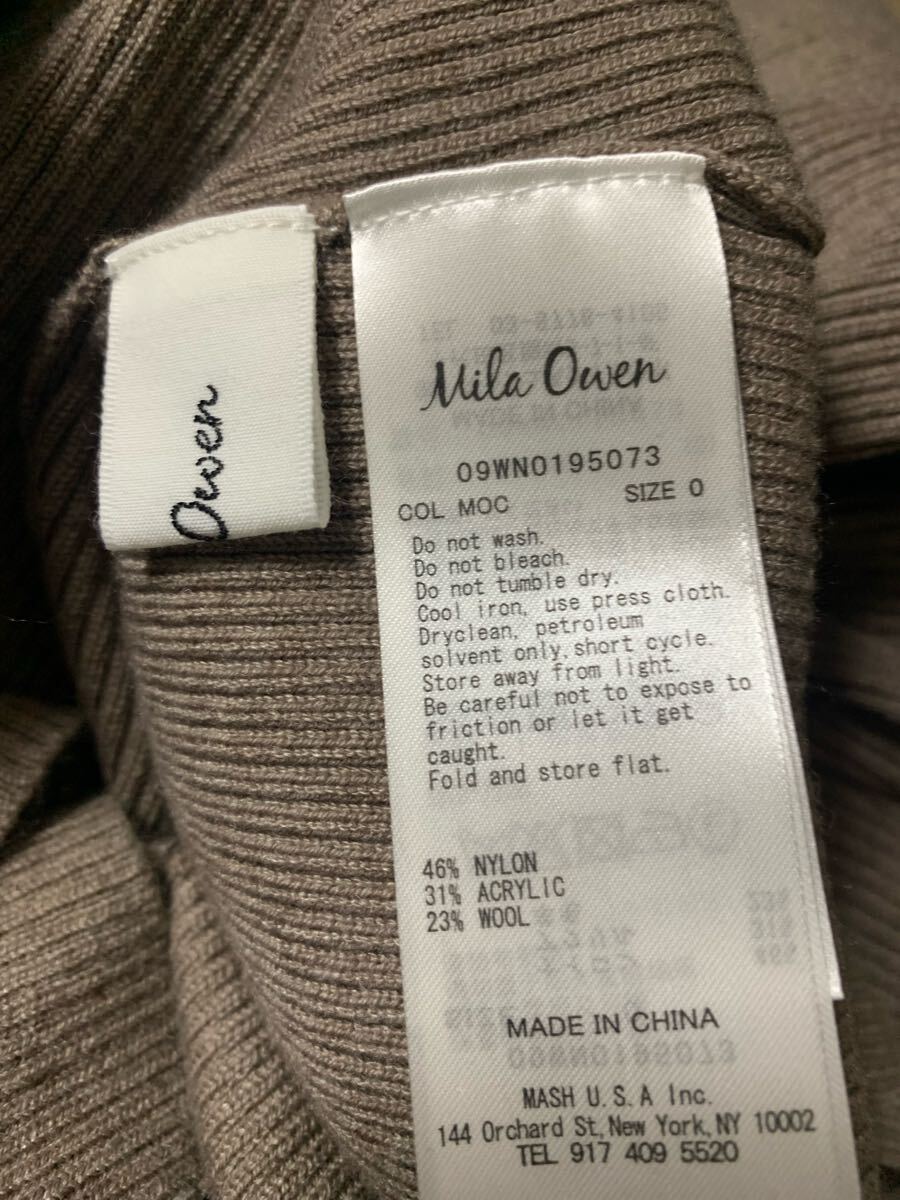 Owen
Mila Owen
09WN0195073
COL MOC SIZE 0
Do not wash.
Do not bleach.
Do not tumble dry.
Cool iron, use press cloth.
Dryclean, petroleum
solvent only.short cycle.
Store away from light.
Be careful not to expose to
friction or let it get
caught.
Fold and store flat.
46% NYLON
31% ACRYLIC
23% WOOL
MADE IN CHINA
MASH U.S.A Inc.
144 Orchard St,New York,NY 10002
TEL 917 409 5520